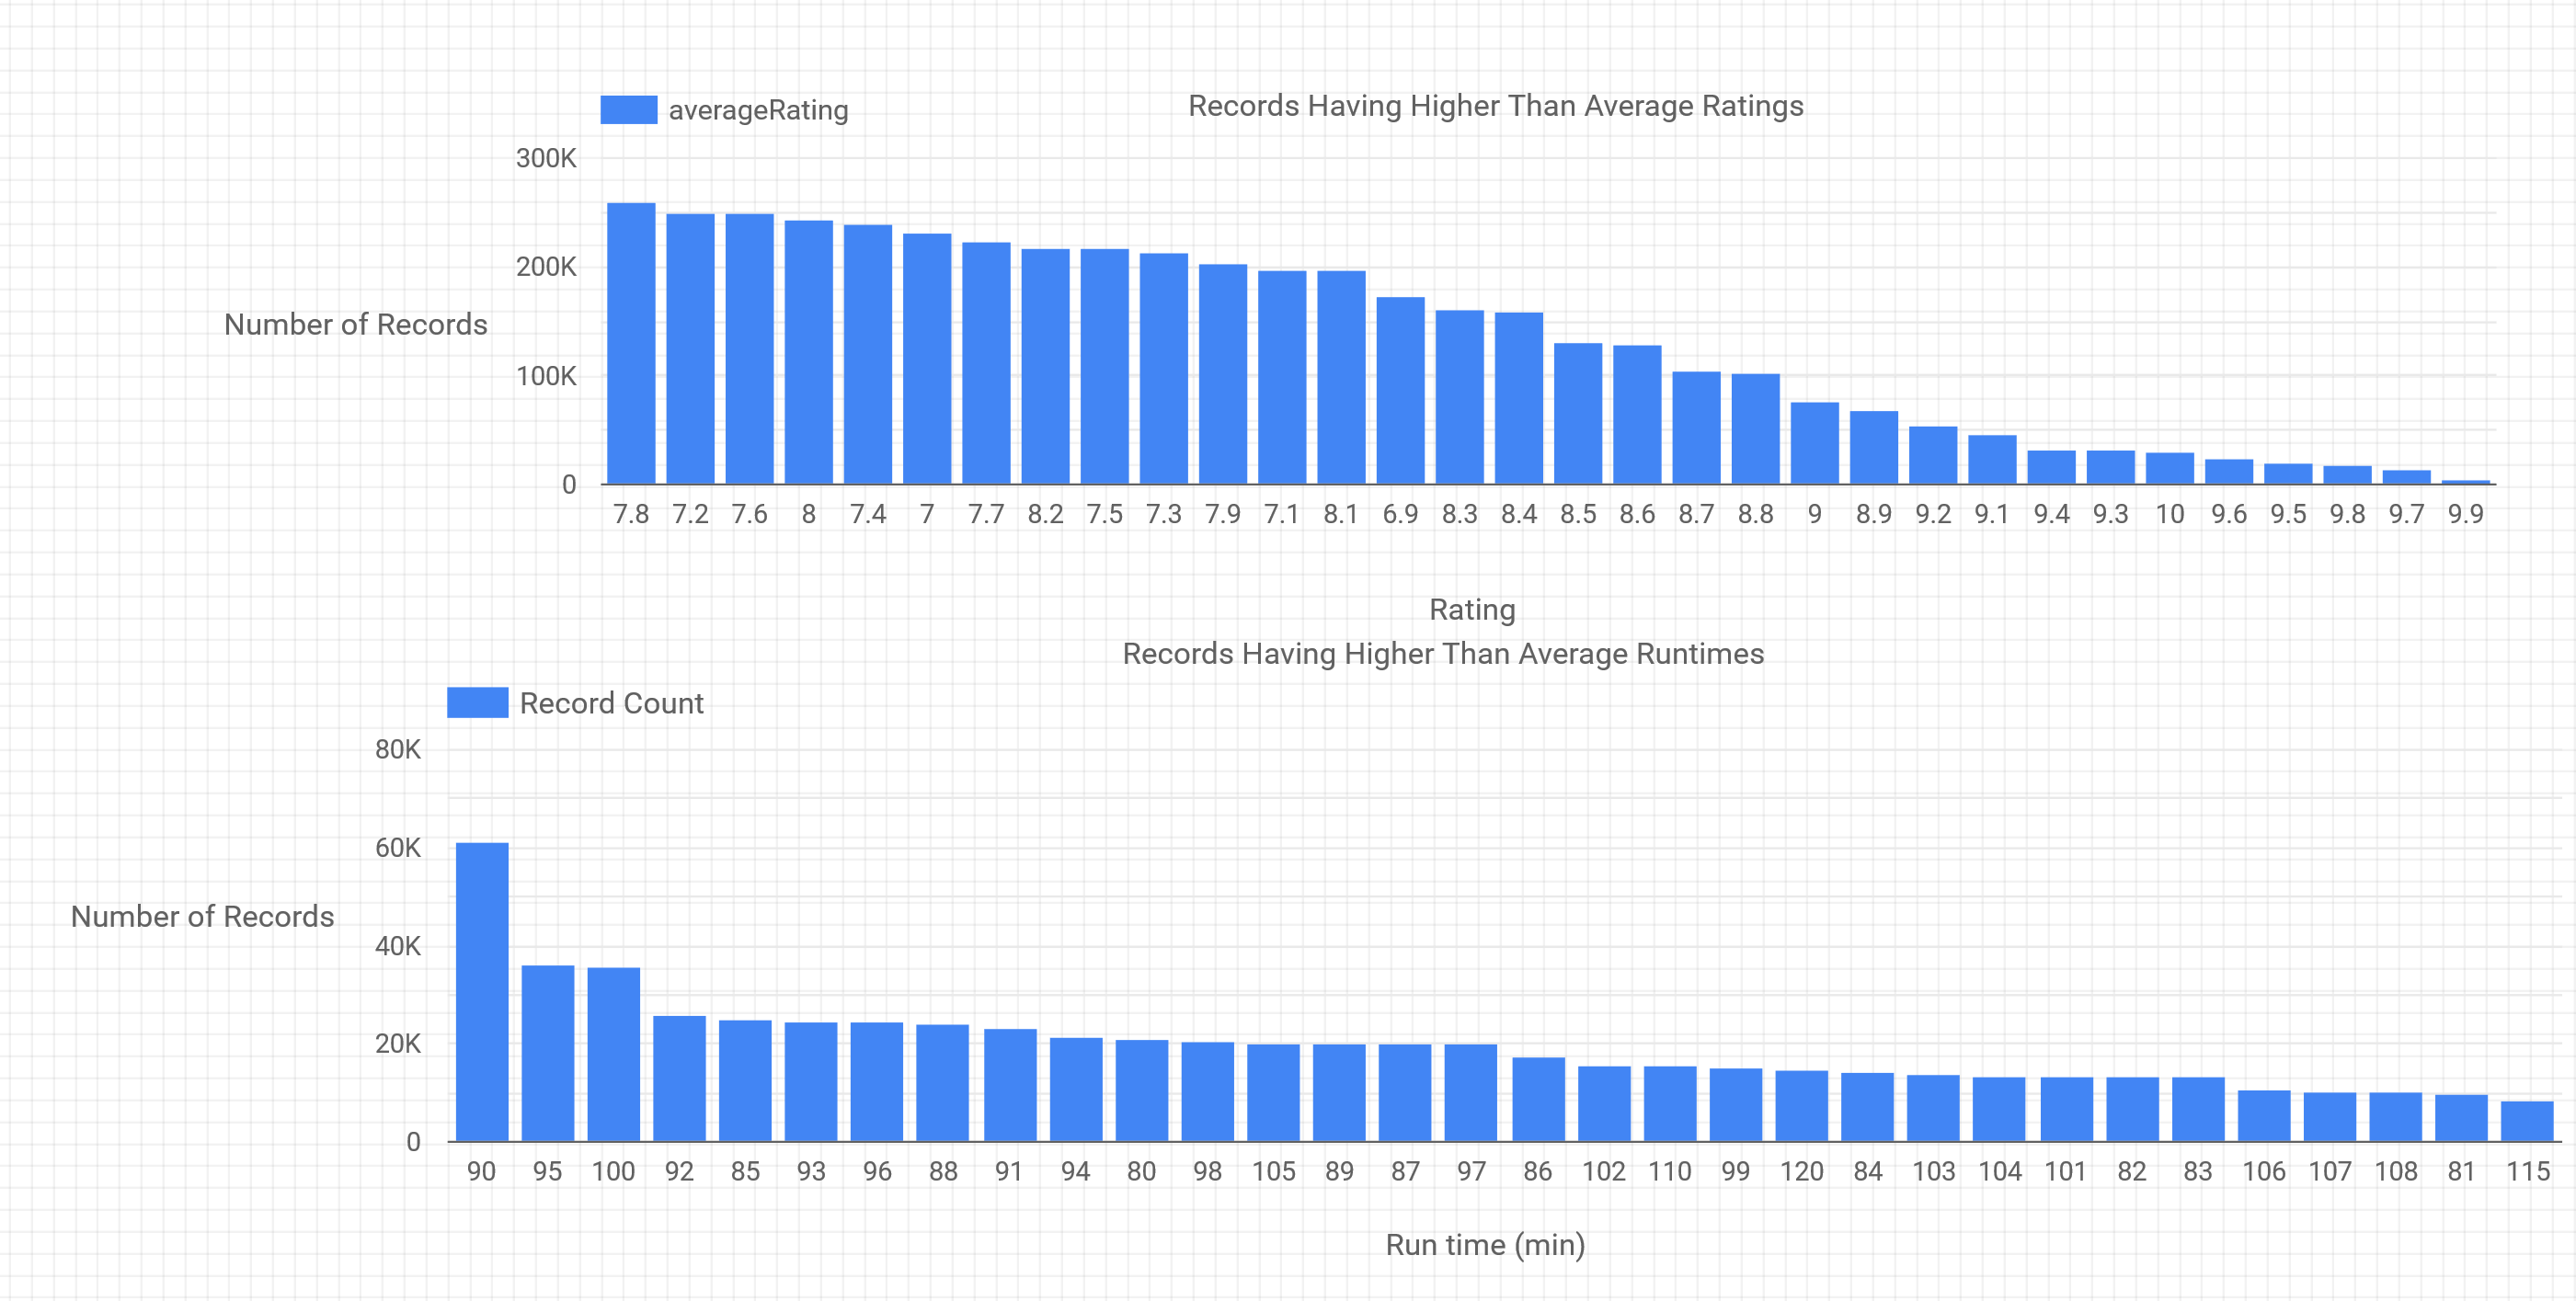 averageRating
Records Having Higher Than Average Ratings
300K
200K
Number of Records
100K
0
7.8 7.2 7.6 8 7.4 7 7.7 8.2 7.5 7.3 7.9 7.1 8.1 6.9 8.3 8.4 8.5 8.6 8.7 8.8 9 8.9 9.2 9.1 9.4 9.3 10 9.6 9.5 9.8 9.7 9.9
Rating
Records Having Higher Than Average Runtimes
Record Count
80K
60K
Number of Records
40K
20K
0
90 95 100 92 85 93 96 88 91 94 80 98 105 89 87 97 86 102 110 99 120 84 103 104 101 82 83 106 107 108 81 115
Run time (min)